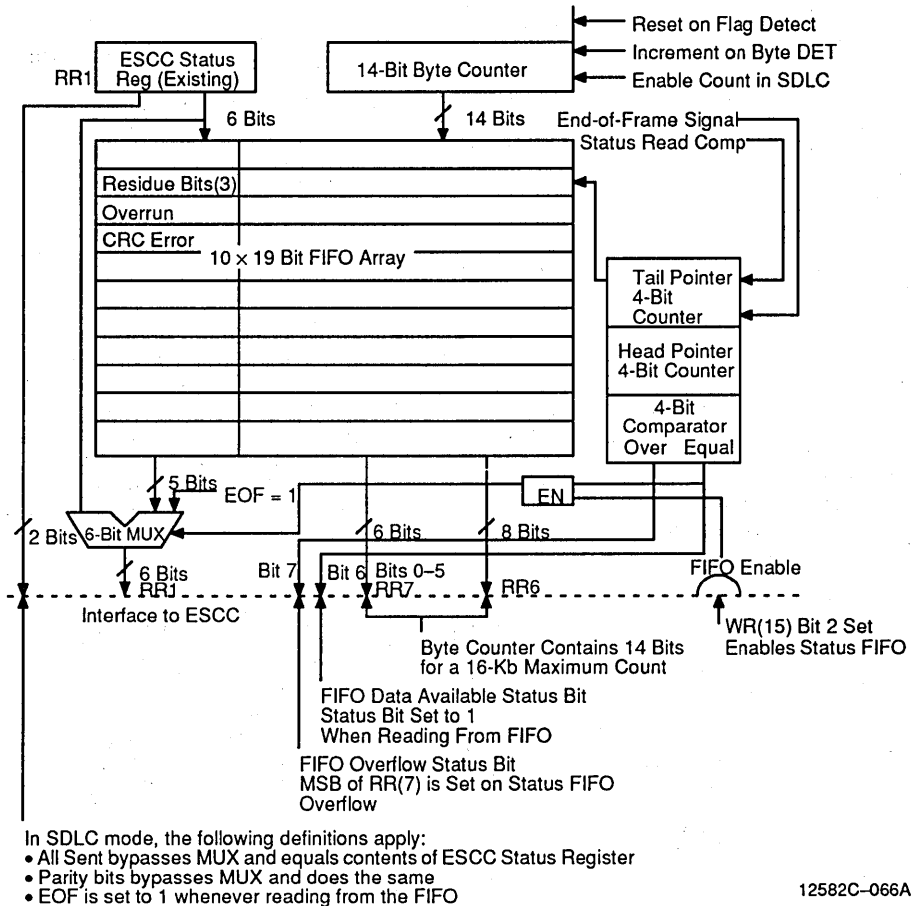 Reset on Flag Detect
Increment on Byte DET
Enable Count in SDLC
RR1
ESCC Status
Reg (Existing)
14-Bit Byte Counter
6 Bits
14 Bits
End-of-Frame Signal
Status Read Comp
Residue Bits(3)
Overrun
CRC Error
10 × 19 Bit FIFO Array
Tail Pointer
4-Bit
Counter
Head Pointer
4-Bit Counter
4-Bit
Comparator
Over Equal
5 Bits
EOF = 1
EN
2 Bits
6-Bit MUX
6 Bits
8 Bits
6 Bits
RR1
Bit 7
Bit 6
Bits 0–5
RR7
RR6
FIFO Enable
Interface to ESCC
WR(15) Bit 2 Set
Enables Status FIFO
Byte Counter Contains 14 Bits
for a 16-Kb Maximum Count
FIFO Data Available Status Bit
Status Bit Set to 1
When Reading From FIFO
FIFO Overflow Status Bit
MSB of RR(7) is Set on Status FIFO
Overflow
In SDLC mode, the following definitions apply:
• All Sent bypasses MUX and equals contents of ESCC Status Register
• Parity bits bypasses MUX and does the same
• EOF is set to 1 whenever reading from the FIFO
12582C–066A